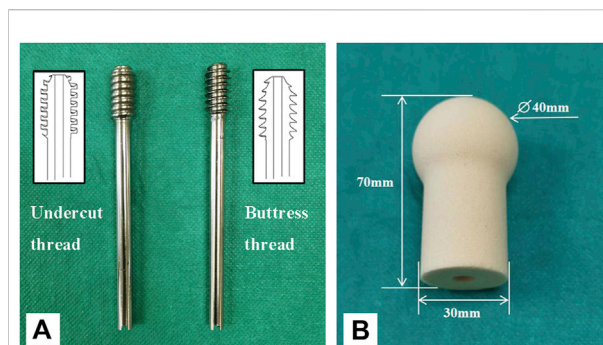 Undercut
thread
Buttress
thread
A
70mm
Ø40mm
30mm
B